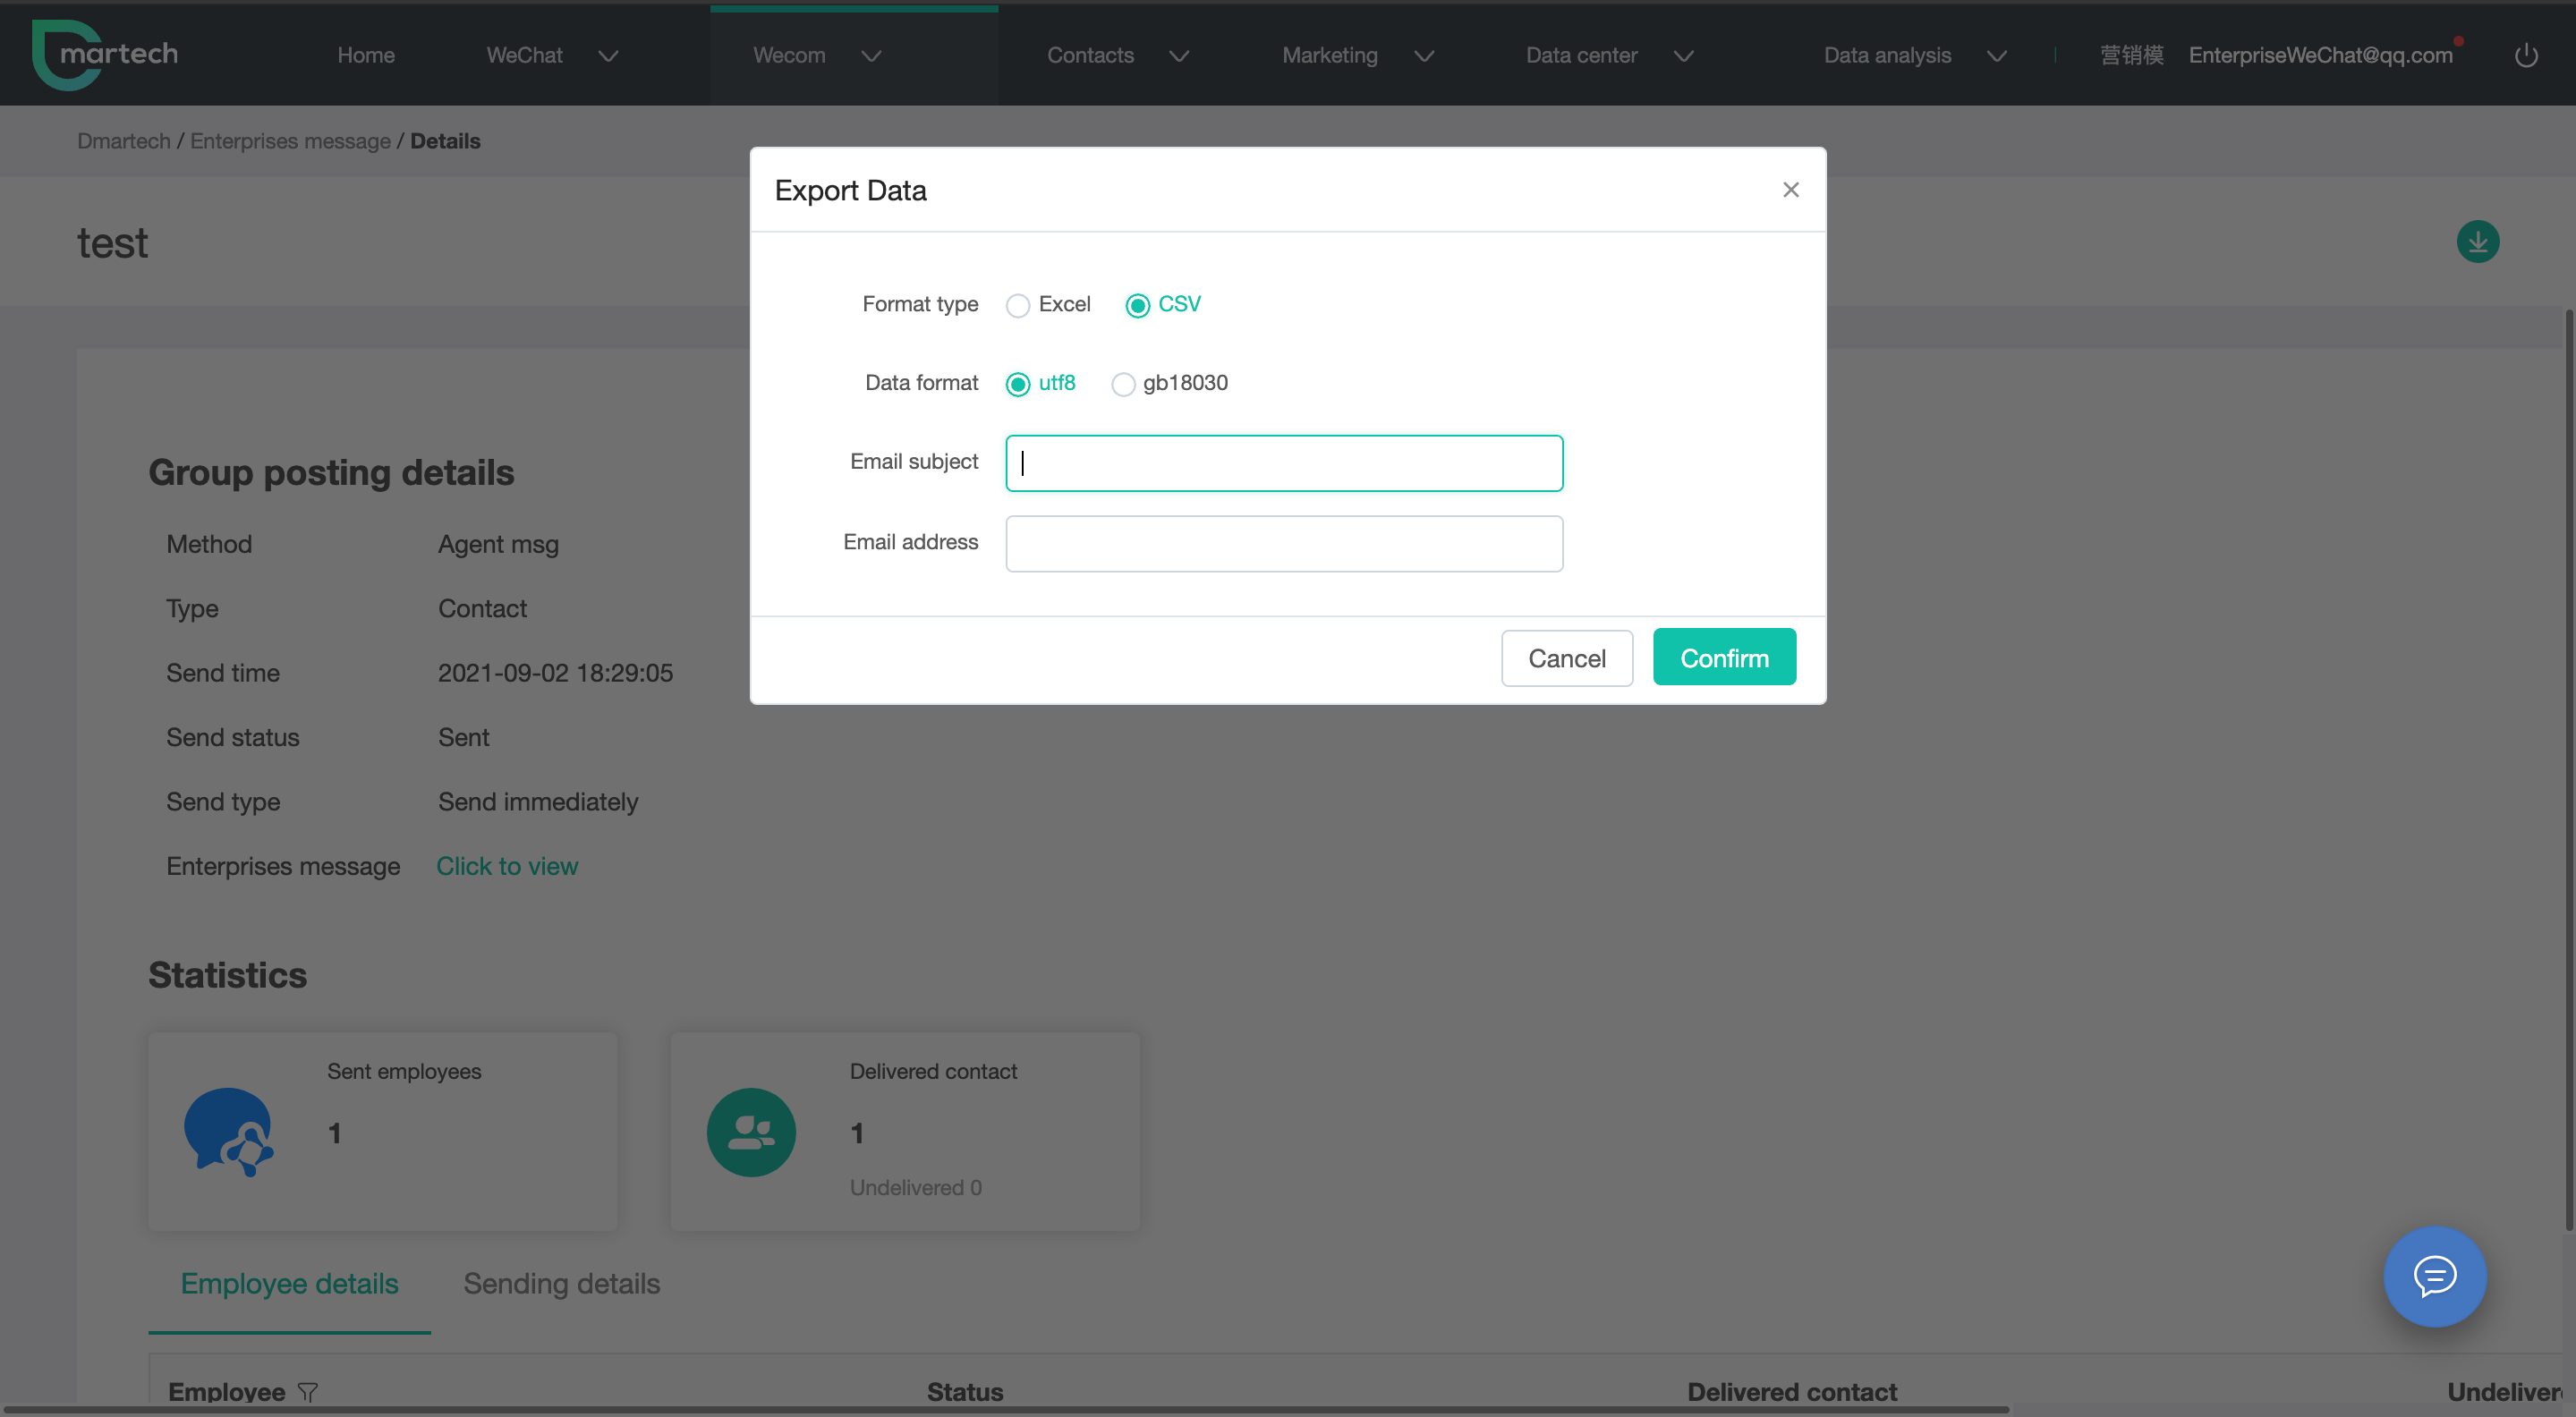 martech
Home WeChat Wecom Contacts Marketing Data center Data analysis 营销模 EnterpriseWeChat@qq.com
Dmartech / Enterprises message / Details
Export Data
test
Format type Excel CSV
Data format utf8 gb18030
Email subject
Email address
Cancel Confirm
Group posting details
Method Agent msg
Type Contact
Send time 2021-09-02 18:29:05
Send status Sent
Send type Send immediately
Enterprises message Click to view
Statistics
Sent employees
1
Delivered contact
1
Undelivered 0
Employee details Sending details
Employee Status Delivered contact Undeliver